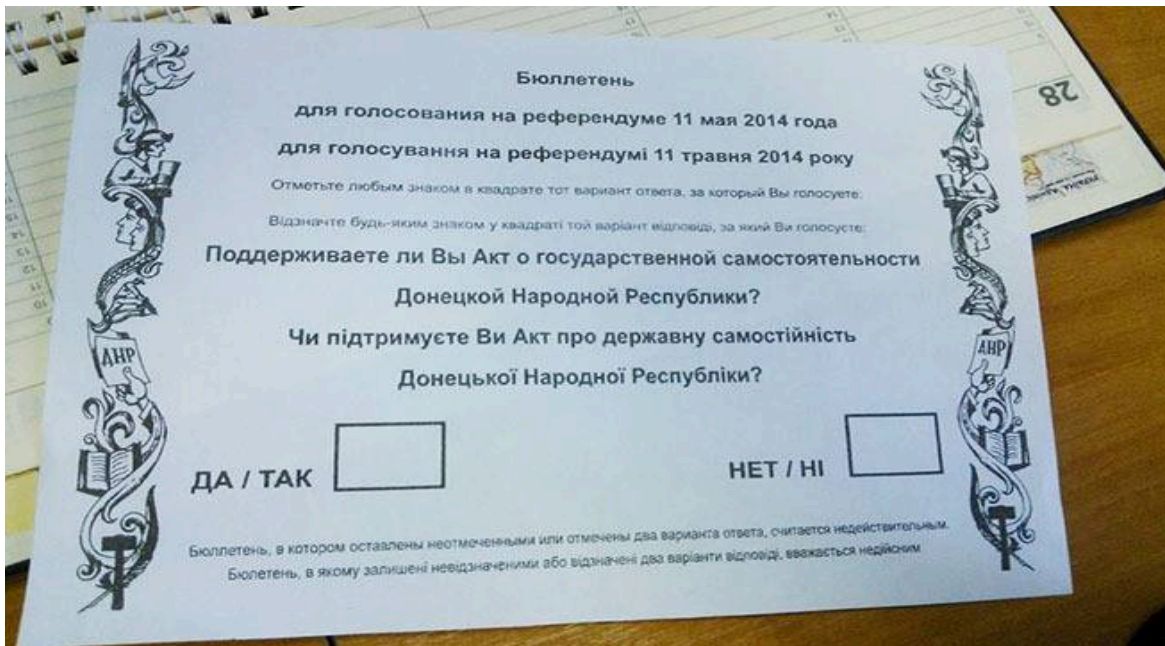 Бюллетень
для голосования на референдуме 11 мая 2014 года
для голосування на референдумі 11 травня 2014 року
Отметьте любым знаком в квадрате тот вариант ответа, за который Вы голосуете:
Відзначте будь-яким знаком у квадраті той варіант відповіді, за який Ви голосуєте:
Поддерживаете ли Вы Акт о государственной самостоятельности
Донецкой Народной Республики?
Чи підтримуєте Ви Акт про державну самостійність
Донецької Народної Республіки?
ДА / ТАК
НЕТ / НІ
Бюллетень, в котором оставлены неотмеченными или отмечены два варианта ответа, считается недействительным.
Бюлетень, в якому залишені невідзначеними або відзначені два варіанти відповіді, вважається недійсним
ДНР
ДНР
28